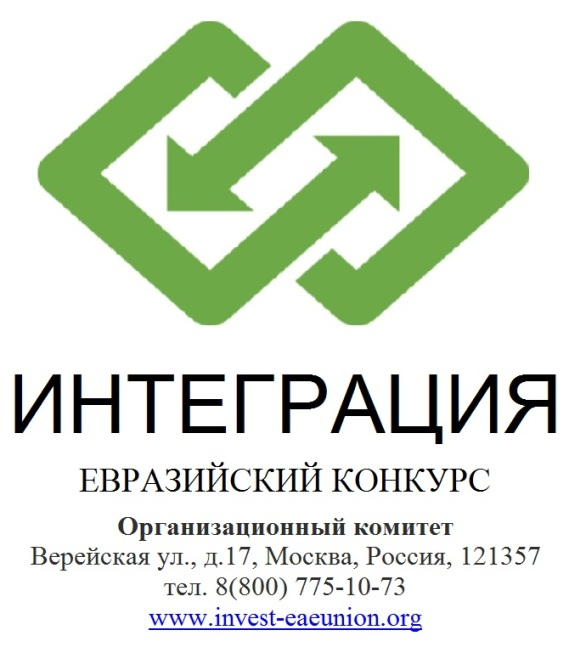 ИНТЕГРАЦИЯ
ЕВРАЗИЙСКИЙ КОНКУРС
Организационный комитет
Верейская ул., д.17, Москва, Россия, 121357
тел. 8(800) 775-10-73
www.invest-eaeunion.org